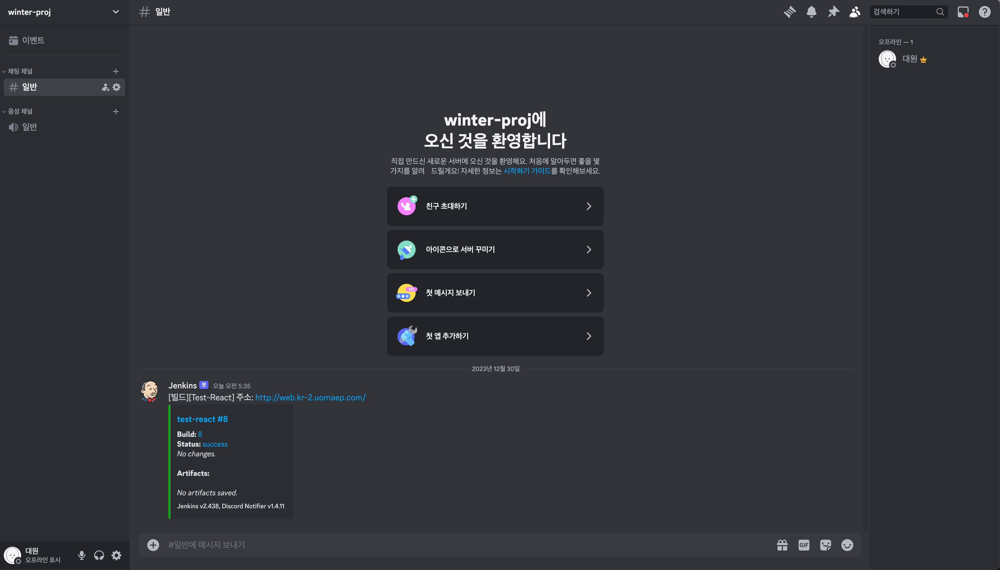 winter-proj
이벤트
채팅 채널
일반
음성 채널
일반
대원
오프라인 표시
일반
검색하기
winter-proj에
오신 것을 환영합니다
직접 만드신 새로운 서버에 오신 것을 환영해요. 처음에 알아두면 좋을 몇
가지를 알려 드릴게요! 자세한 정보는 시작하기 가이드를 확인해보세요.
친구 초대하기
아이콘으로 서버 꾸미기
Hi!
첫 메시지 보내기
첫 앱 추가하기
2023년 12월 30일
Jenkins 봇 오늘 오전 5:35
[빌드][Test-React] 주소: http://web.kr-2.uomaep.com/
test-react #8
Build: 8
Status: success
No changes.
Artifacts:
No artifacts saved.
Jenkins v2.438, Discord Notifier v1.4.11
#일반에 메시지 보내기
GIF
오프라인 — 1
대원